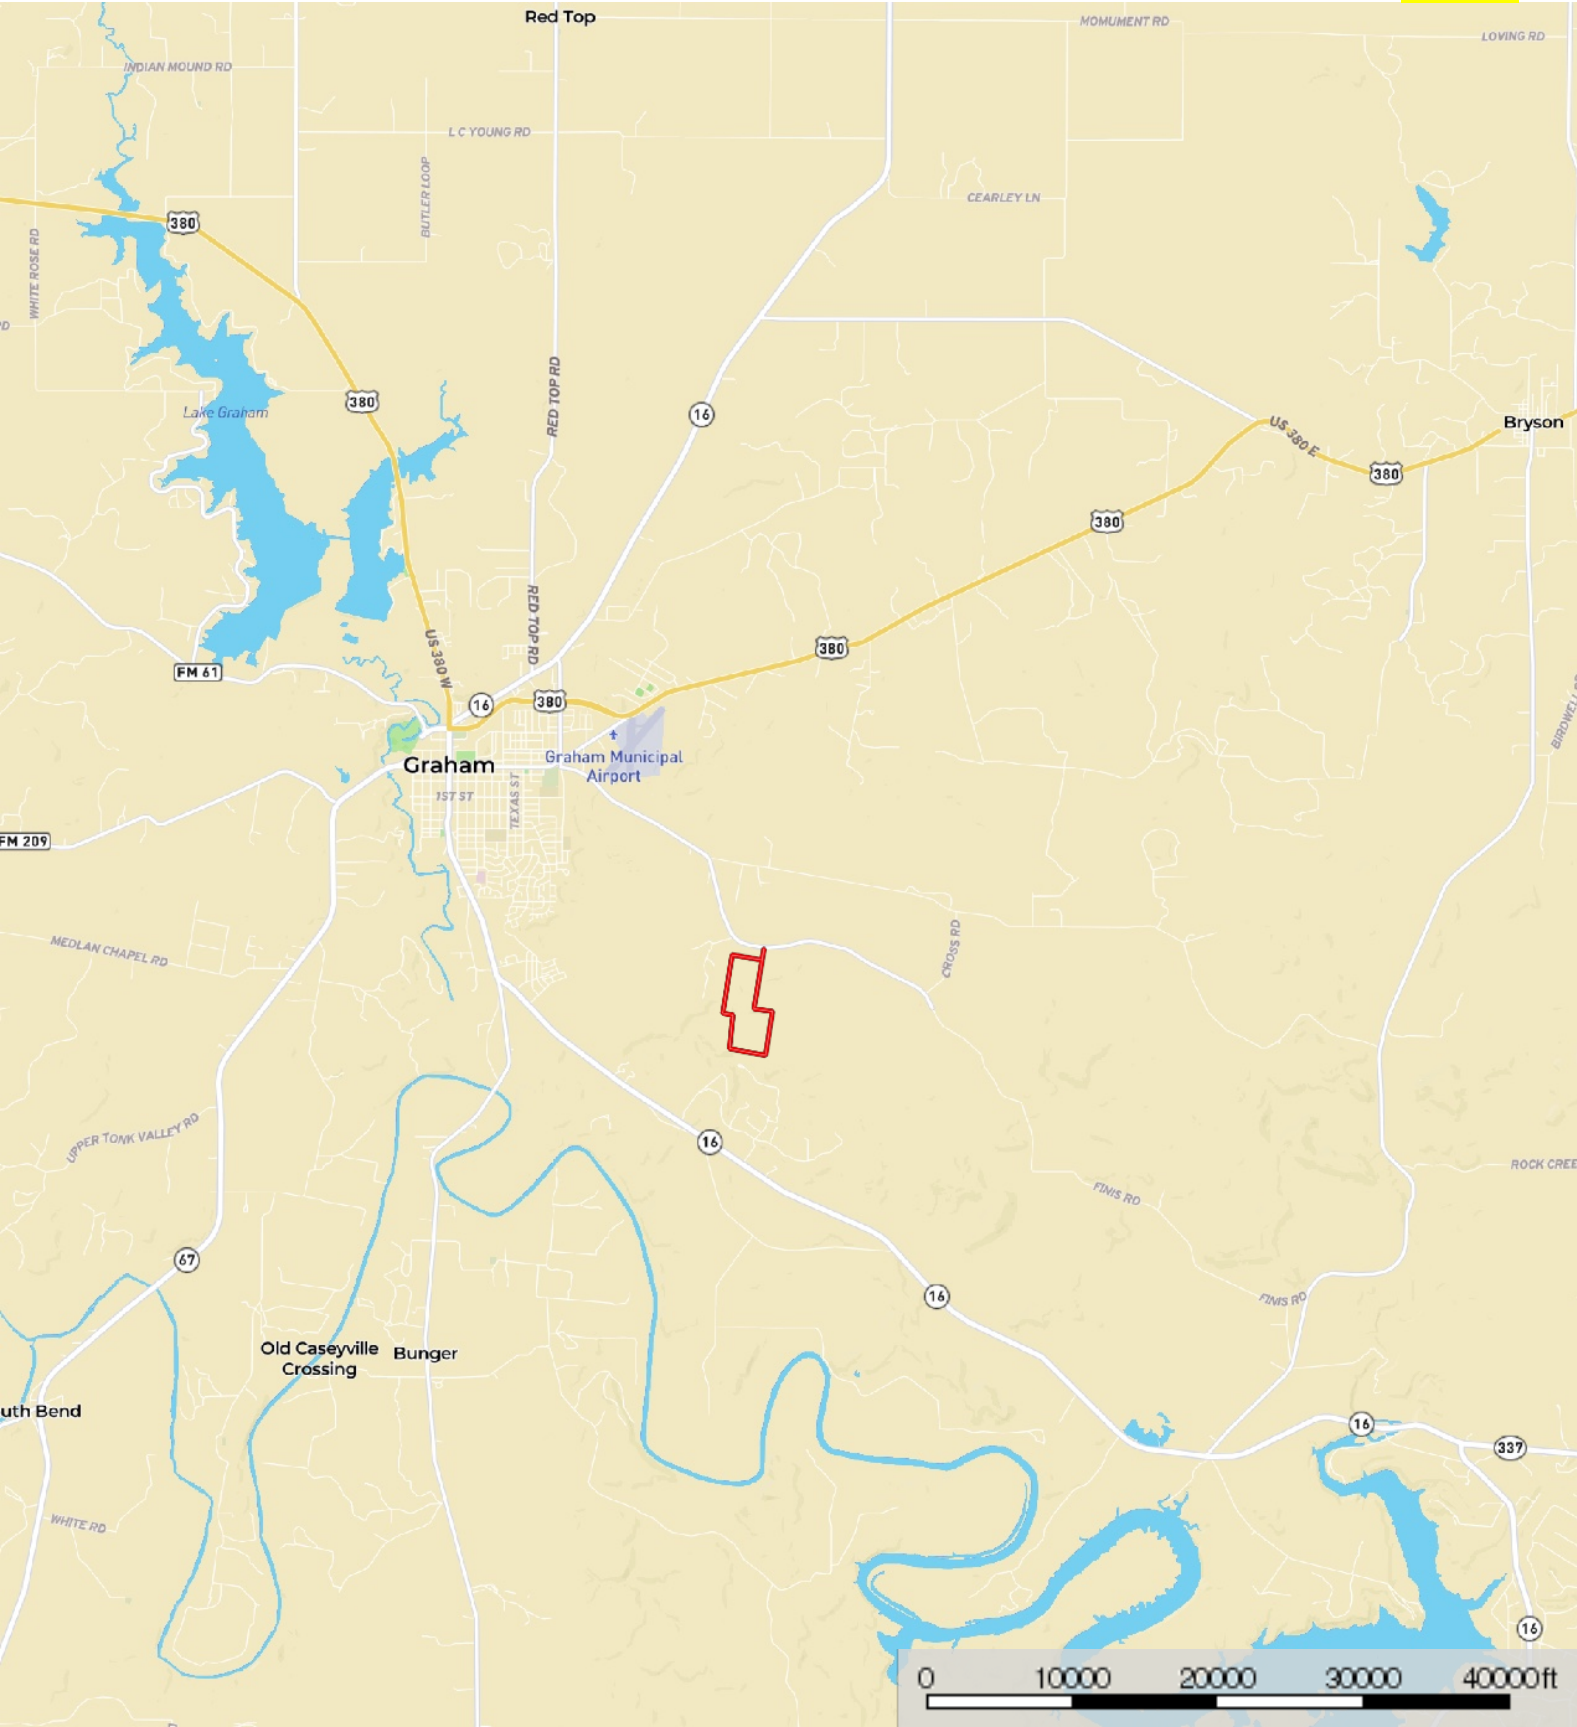 Red Top
MOMUMENT RD
LOVING RD
INDIAN MOUND RD
L C YOUNG RD
BUTLER LOOP
CEARLEY LN
380
WHITE ROSE RD
RD
RED TOP RD
380
Lake Graham
16
US 380 E
Bryson
380
380
RED TOP RD
US 380 W
380
FM 61
16
380
BIRDWELL RD
Graham
Graham Municipal
Airport
1ST ST
TEXAS ST
FM 209
MEDLAN CHAPEL RD
CROSS RD
UPPER TONK VALLEY RD
16
ROCK CREE
FINIS RD
67
16
FINIS RD
Old Caseyville
Crossing
Bunger
uth Bend
16
337
WHITE RD
16
0 10000 20000 30000 40000ft